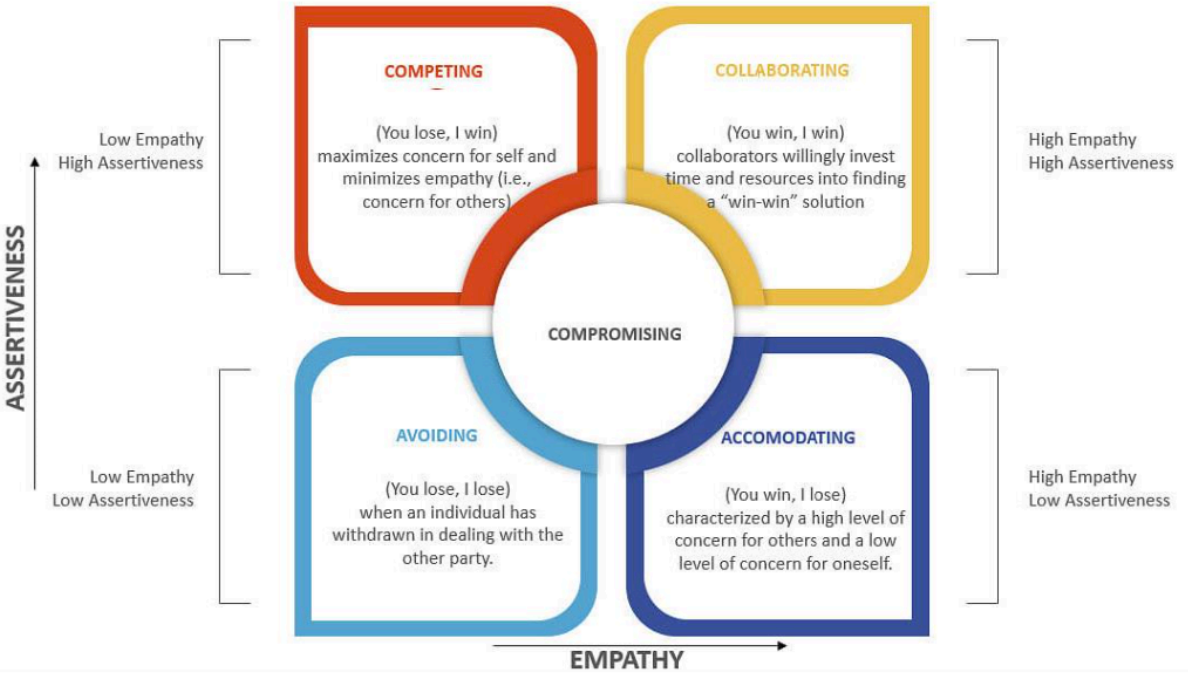 COMPETING
(You lose, I win)
maximizes concern for self and
minimizes empathy (i.e.,
concern for others)
COLLABORATING
(You win, I win)
collaborators willingly invest
time and resources into finding
a “win-win” solution
Low Empathy
High Assertiveness
High Empathy
High Assertiveness
ASSERTIVENESS
COMPROMISING
AVOIDING
(You lose, I lose)
when an individual has
withdrawn in dealing with the
other party.
ACCOMODATING
(You win, I lose)
characterized by a high level of
concern for others and a low
level of concern for oneself.
Low Empathy
Low Assertiveness
High Empathy
Low Assertiveness
EMPATHY